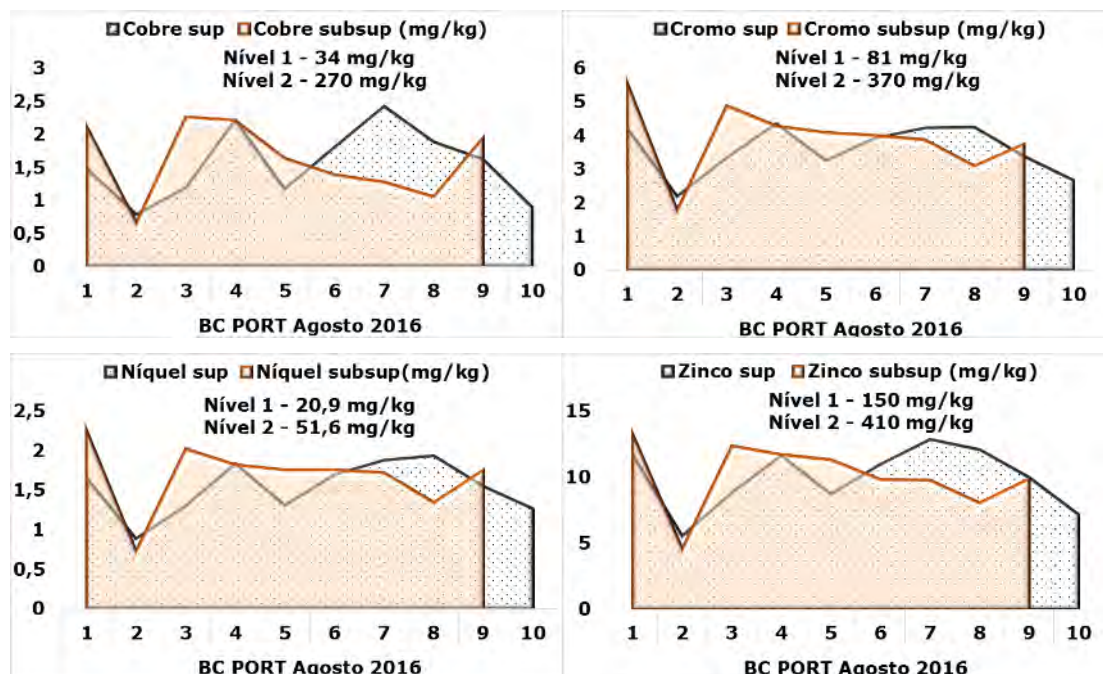 Cobre sup Cobre subsup (mg/kg)
Nível 1 - 34 mg/kg
Nível 2 - 270 mg/kg
3
2,5
2
1,5
1
0,5
0
1 2 3 4 5 6 7 8 9 10
BC PORT Agosto 2016
Cromo sup Cromo subsup (mg/kg)
Nível 1 - 81 mg/kg
Nível 2 - 370 mg/kg
6
5
4
3
2
1
0
1 2 3 4 5 6 7 8 9 10
BC PORT Agosto 2016
Níquel sup Níquel subsup(mg/kg)
Nível 1 - 20,9 mg/kg
Nível 2 - 51,6 mg/kg
2,5
2
1,5
1
0,5
0
1 2 3 4 5 6 7 8 9 10
BC PORT Agosto 2016
Zinco sup Zinco subsup (mg/kg)
Nível 1 - 150 mg/kg
Nível 2 - 410 mg/kg
15
10
5
0
1 2 3 4 5 6 7 8 9 10
BC PORT Agosto 2016